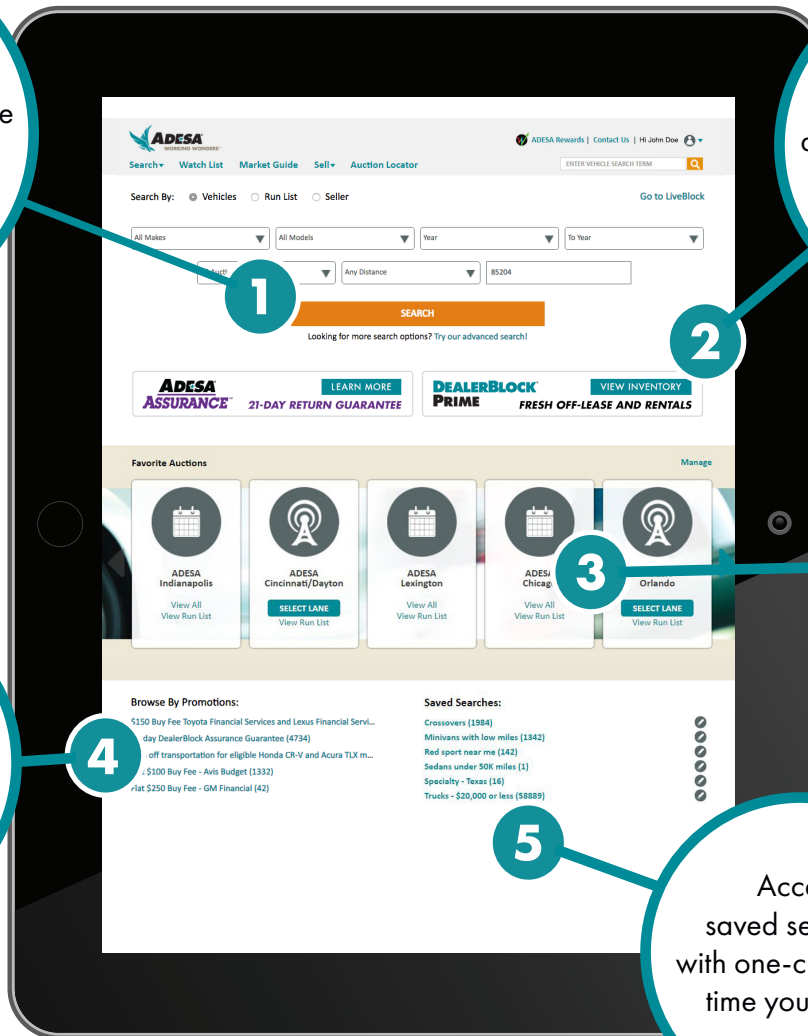 ADESA
WORKING WONDERS
ADESA Rewards | Contact Us | Hi John Doe
Search Watch List Market Guide Sell Auction Locator
ENTER VEHICLE SEARCH TERM
Search By: Vehicles Run List Seller
Go to LiveBlock
All Makes All Models Year To Year
Any Distance 85204
1
SEARCH
2
Looking for more search options? Try our advanced search!
ADESA ASSURANCE
LEARN MORE
21-DAY RETURN GUARANTEE
DEALERBLOCK PRIME
VIEW INVENTORY
FRESH OFF-LEASE AND RENTALS
Favorite Auctions
Manage
ADESA
Indianapolis
View All
View Run List
ADESA
Cincinnati/Dayton
SELECT LANE
View Run List
ADESA
Lexington
View All
View Run List
View All
View Run List
3
Orlando
SELECT LANE
View Run List
Browse By Promotions:
$150 Buy Fee Toyota Financial Services and Lexus Financial Servi...
day DealerBlock Assurance Guarantee (4734)
off transportation for eligible Honda CR-V and Acura TLX m...
$100 Buy Fee - Avis Budget (1332)
Flat $250 Buy Fee - GM Financial (42)
4
Saved Searches:
Crossovers (1984)
Minivans with low miles (1342)
Red sport near me (142)
Sedans under 50K miles (1)
Specialty - Texas (16)
Trucks - $20,000 or less (58889)
5
saved
time